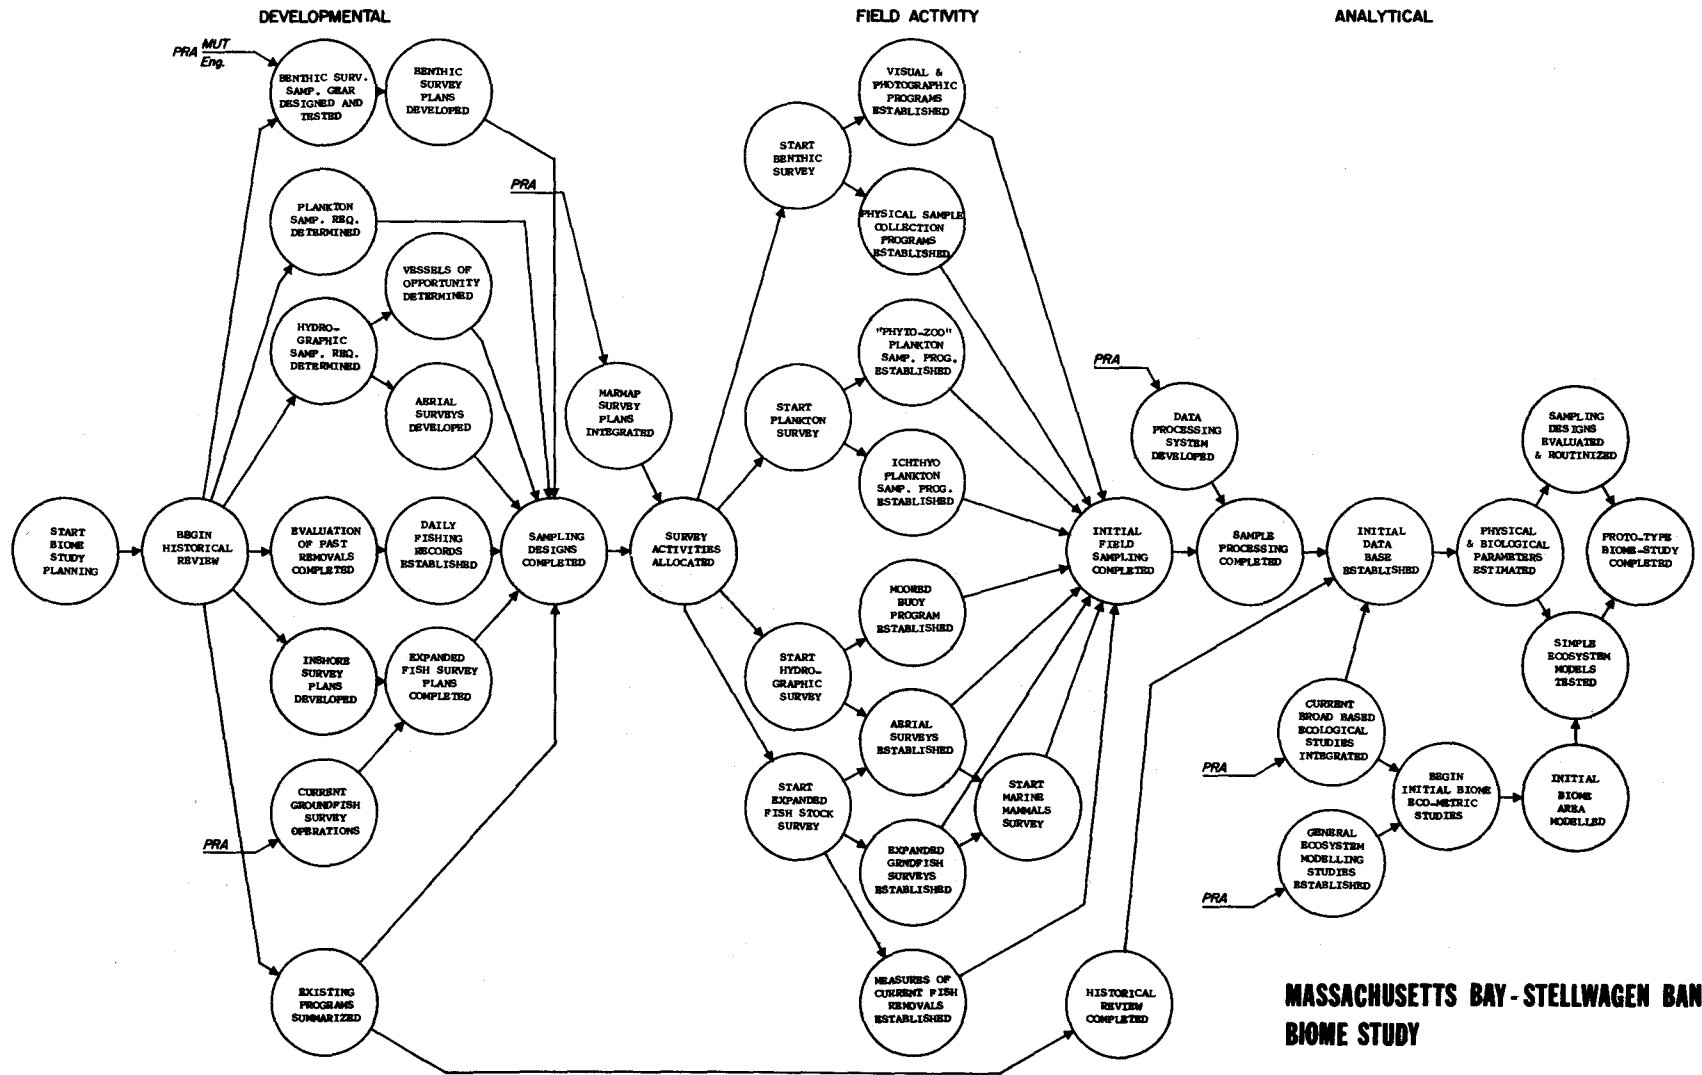 DEVELOPMENTAL
FIELD ACTIVITY
ANALYTICAL
PRA MUT
Eng.
BENTHIC SURV.
SAMP. GEAR
DESIGNED AND
TESTED
BENTHIC
SURVEY
PLANS
DEVELOPED
PLANKTON
SAMP. REQ.
DETERMINED
VESSELS OF
OPPORTUNITY
DETERMINED
HYDRO-
GRAPHIC
SAMP. REQ.
DETERMINED
AERIAL
SURVEYS
DEVELOPED
START
BIOME
STUDY
PLANNING
BEGIN
HISTORICAL
REVIEW
EVALUATION
OF PAST
REMOVALS
COMPLETED
DAILY
FISHING
RECORDS
ESTABLISHED
SAMPLING
DESIGNS
COMPLETED
INSHORE
SURVEY
PLANS
DEVELOPED
EXPANDED
FISH SURVEY
PLANS
COMPLETED
CURRENT
GROUNDFISH
SURVEY
OPERATIONS
PRA
EXISTING
PROGRAMS
SUMMARIZED
PRA
MARMAP
SURVEY
PLANS
INTEGRATED
SURVEY
ACTIVITIES
ALLOCATED
START
BENTHIC
SURVEY
VISUAL &
PHOTOGRAPHIC
PROGRAMS
ESTABLISHED
PHYSICAL SAMPLE
COLLECTION
PROGRAMS
ESTABLISHED
START
PLANKTON
SURVEY
"PHYTO-ZOO"
PLANKTON
SAMP. PROG.
ESTABLISHED
ICHTHYO
PLANKTON
SAMP. PROG.
ESTABLISHED
START
HYDRO-
GRAPHIC
SURVEY
MOORED
BUOY
PROGRAM
ESTABLISHED
AERIAL
SURVEYS
ESTABLISHED
START
EXPANDED
FISH STOCK
SURVEY
EXPANDED
GRNDFISH
SURVEYS
ESTABLISHED
START
MARINE
MAMMALS
SURVEY
MEASURES OF
CURRENT FISH
REMOVALS
ESTABLISHED
HISTORICAL
REVIEW
COMPLETED
INITIAL
FIELD
SAMPLING
COMPLETED
PRA
DATA
PROCESSING
SYSTEM
DEVELOPED
SAMPLE
PROCESSING
COMPLETED
INITIAL
DATA
BASE
ESTABLISHED
PHYSICAL
& BIOLOGICAL
PARAMETERS
ESTIMATED
SAMPLING
DESIGNS
EVALUATED
& ROUTINIZED
PROTO-TYPE
BIOME-STUDY
COMPLETED
SIMPLE
ECOSYSTEM
MODELS
TESTED
CURRENT
BROAD BASED
ECOLOGICAL
STUDIES
INTEGRATED
PRA
BEGIN
INITIAL BIOME
ECO-METRIC
STUDIES
INITIAL
BIOME
AREA
MODELLED
GENERAL
ECOSYSTEM
MODELLING
STUDIES
ESTABLISHED
PRA
MASSACHUSETTS BAY-STELLWAGEN BAN
BIOME STUDY